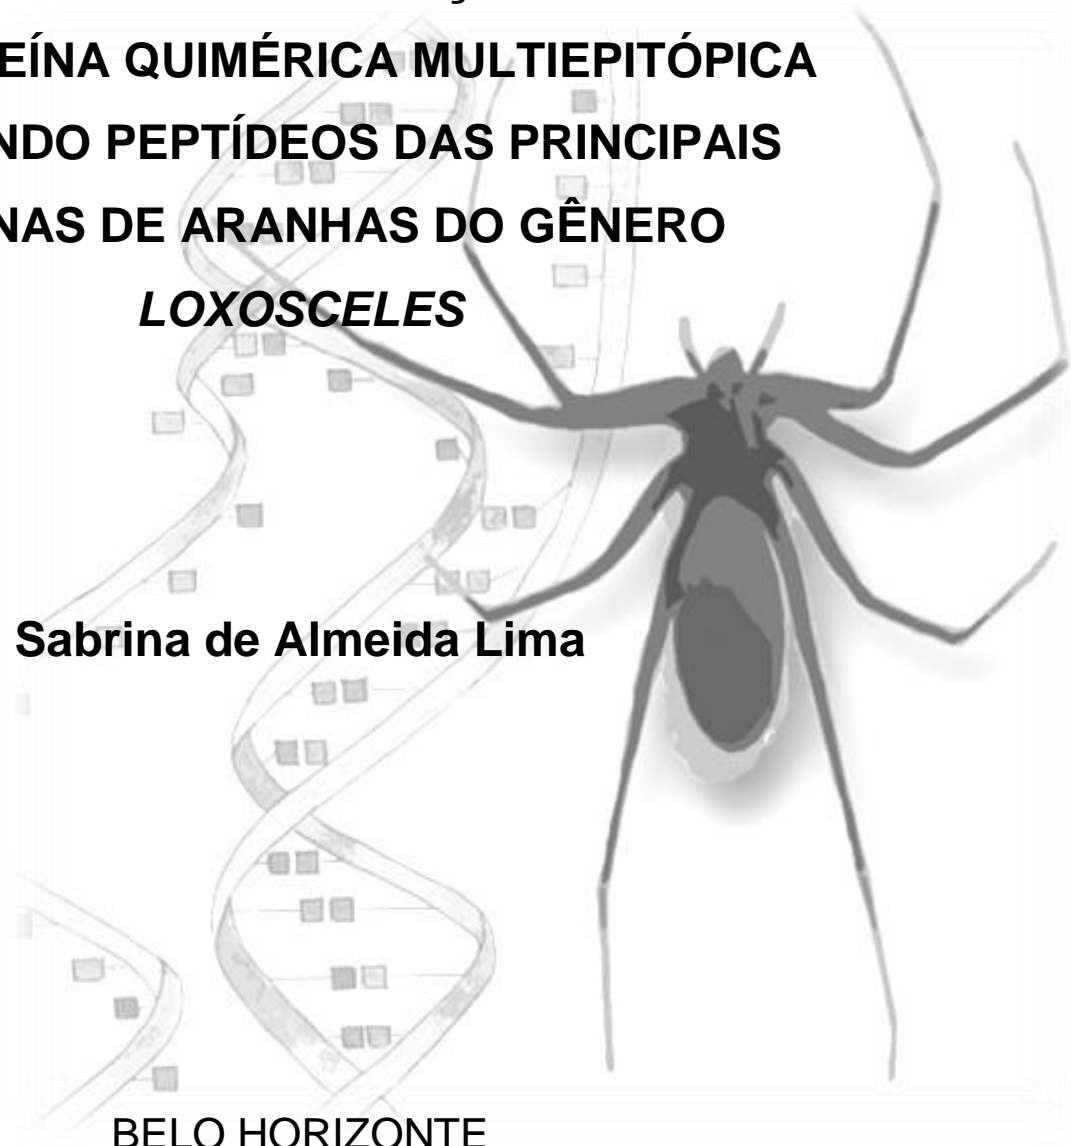 EÍNA QUIMÉRICA MULTIEPITÓPICA
NDO PEPTÍDEOS DAS PRINCIPAIS
NAS DE ARANHAS DO GÊNERO
LOXOSCELES
Sabrina de Almeida Lima
BELO HORIZONTE